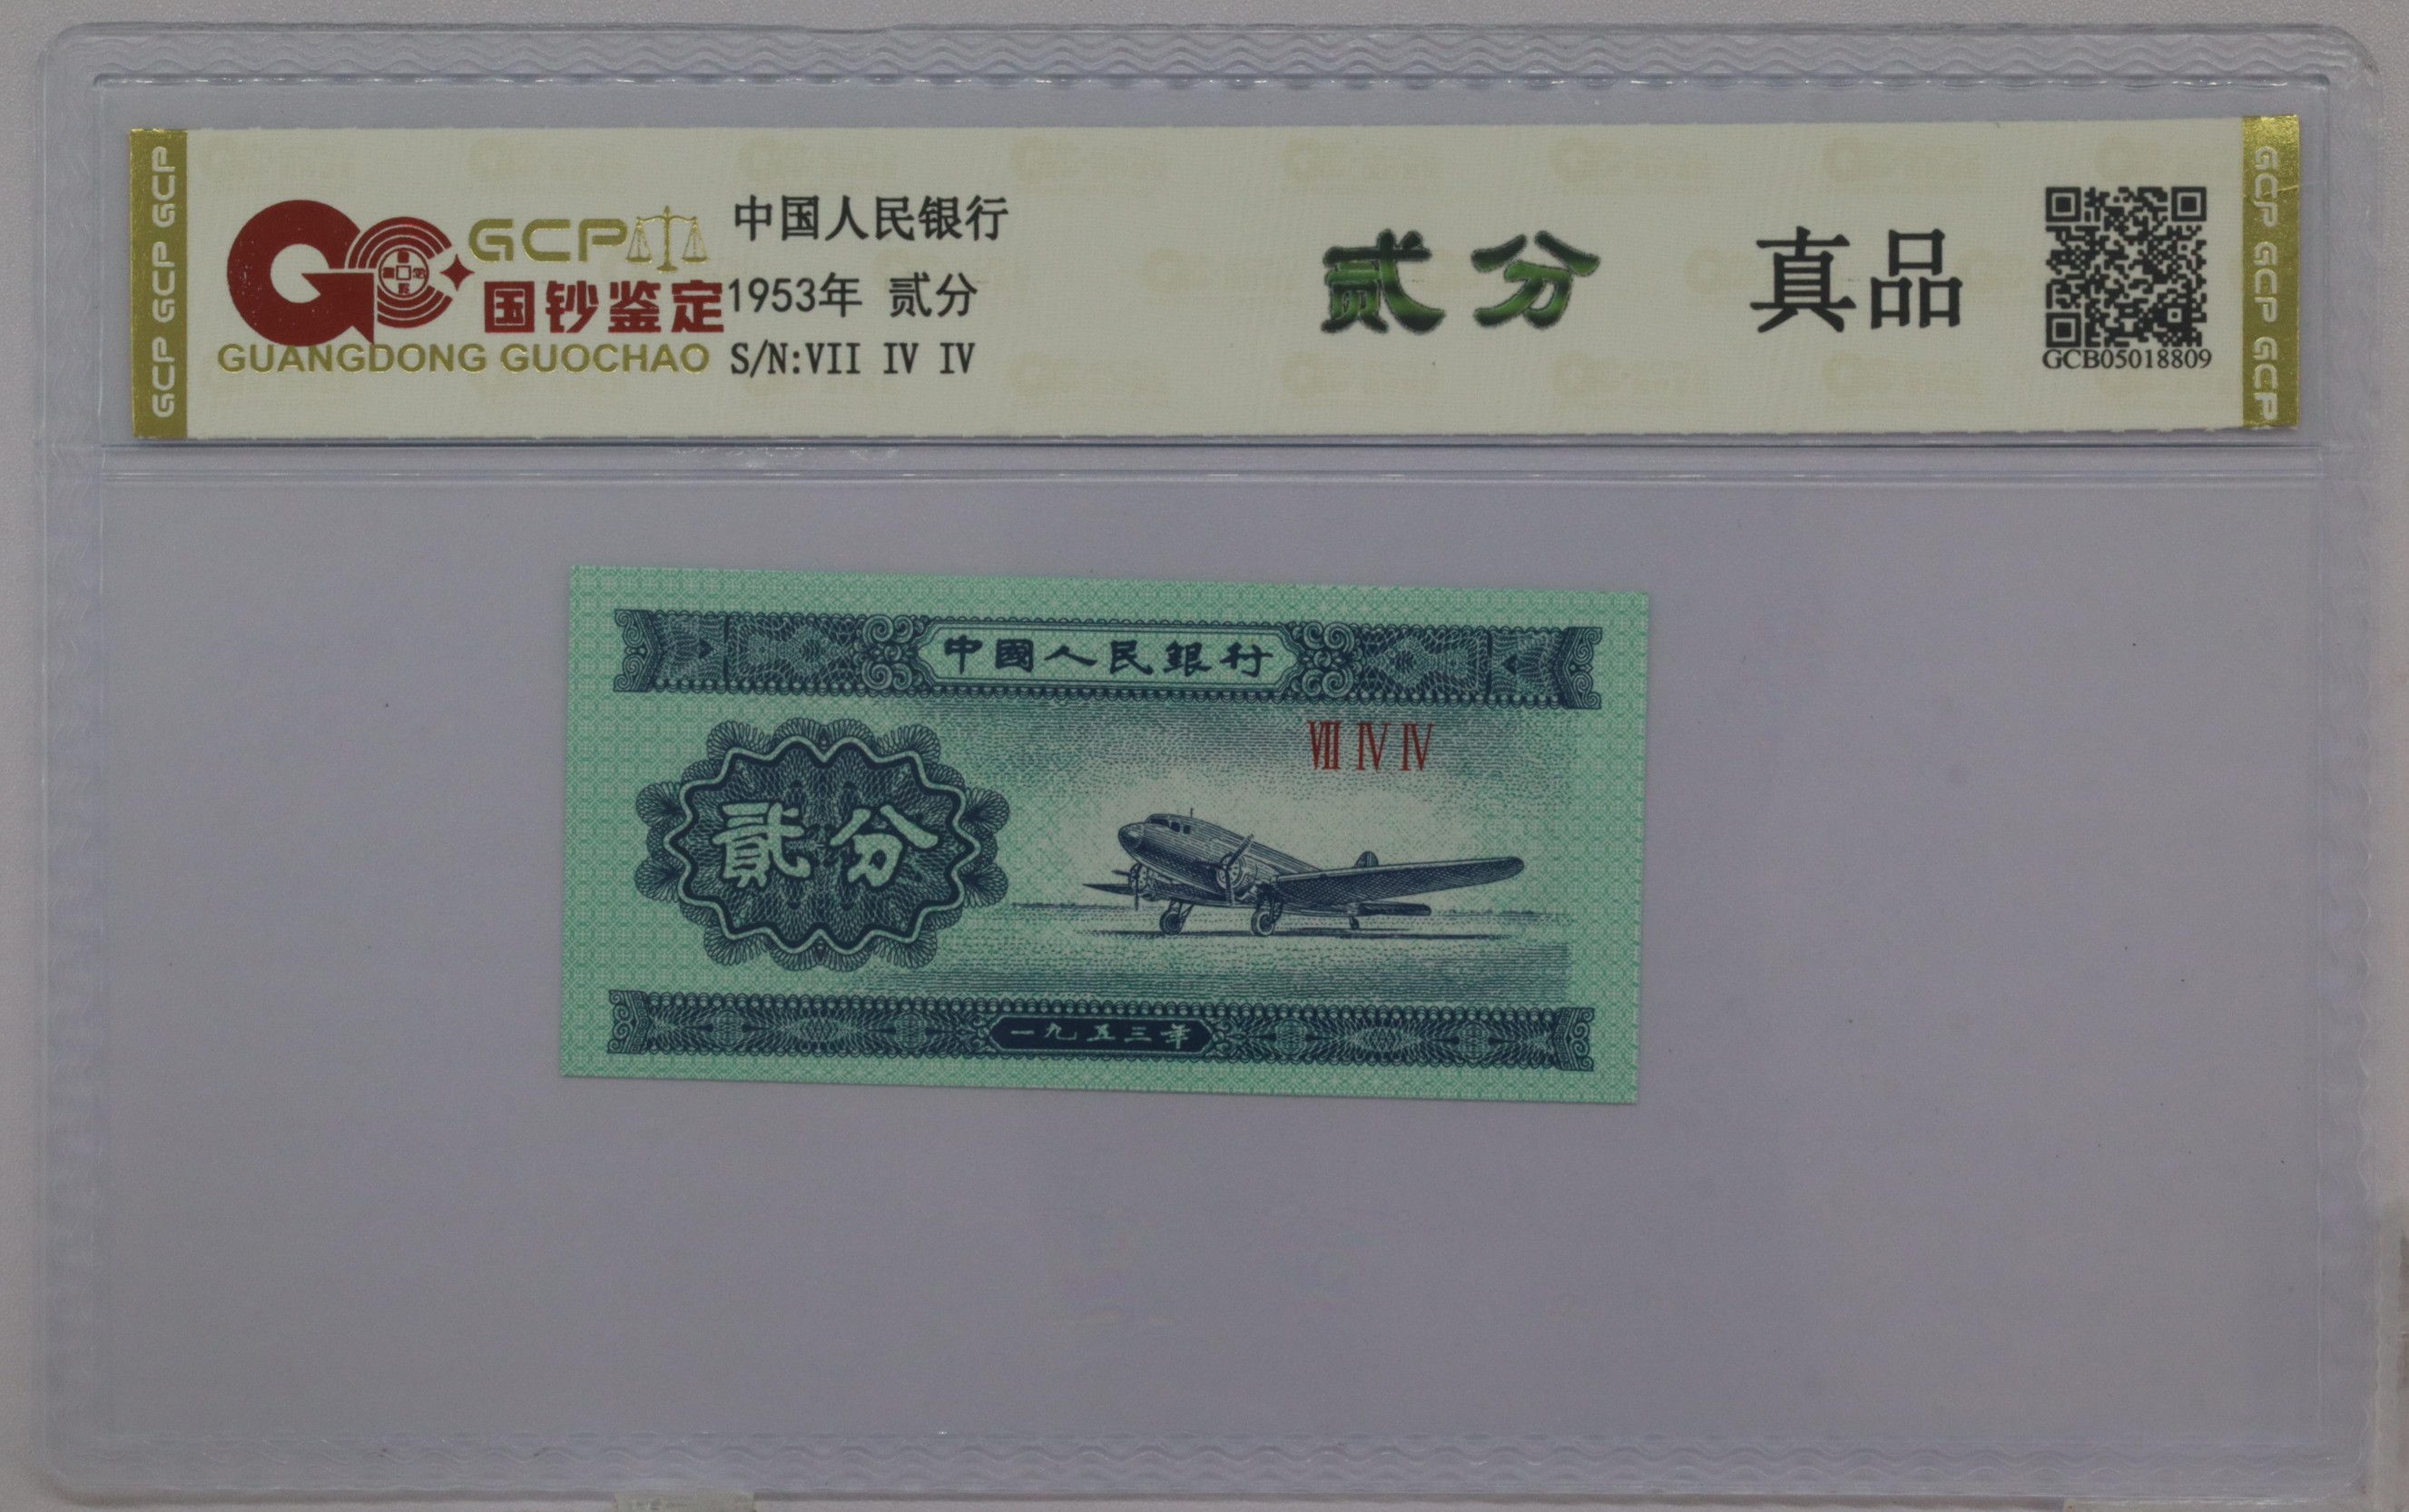 GCP GCP GCP
GCP
国钞鉴定
GUANGDONG GUOCHAO
中国人民银行
1953年 贰分
S/N:VII IV IV
贰分 真品
GCB05018809
GCP GCP GCP
中國人民銀行
VII IV IV
貳分
一九五三年